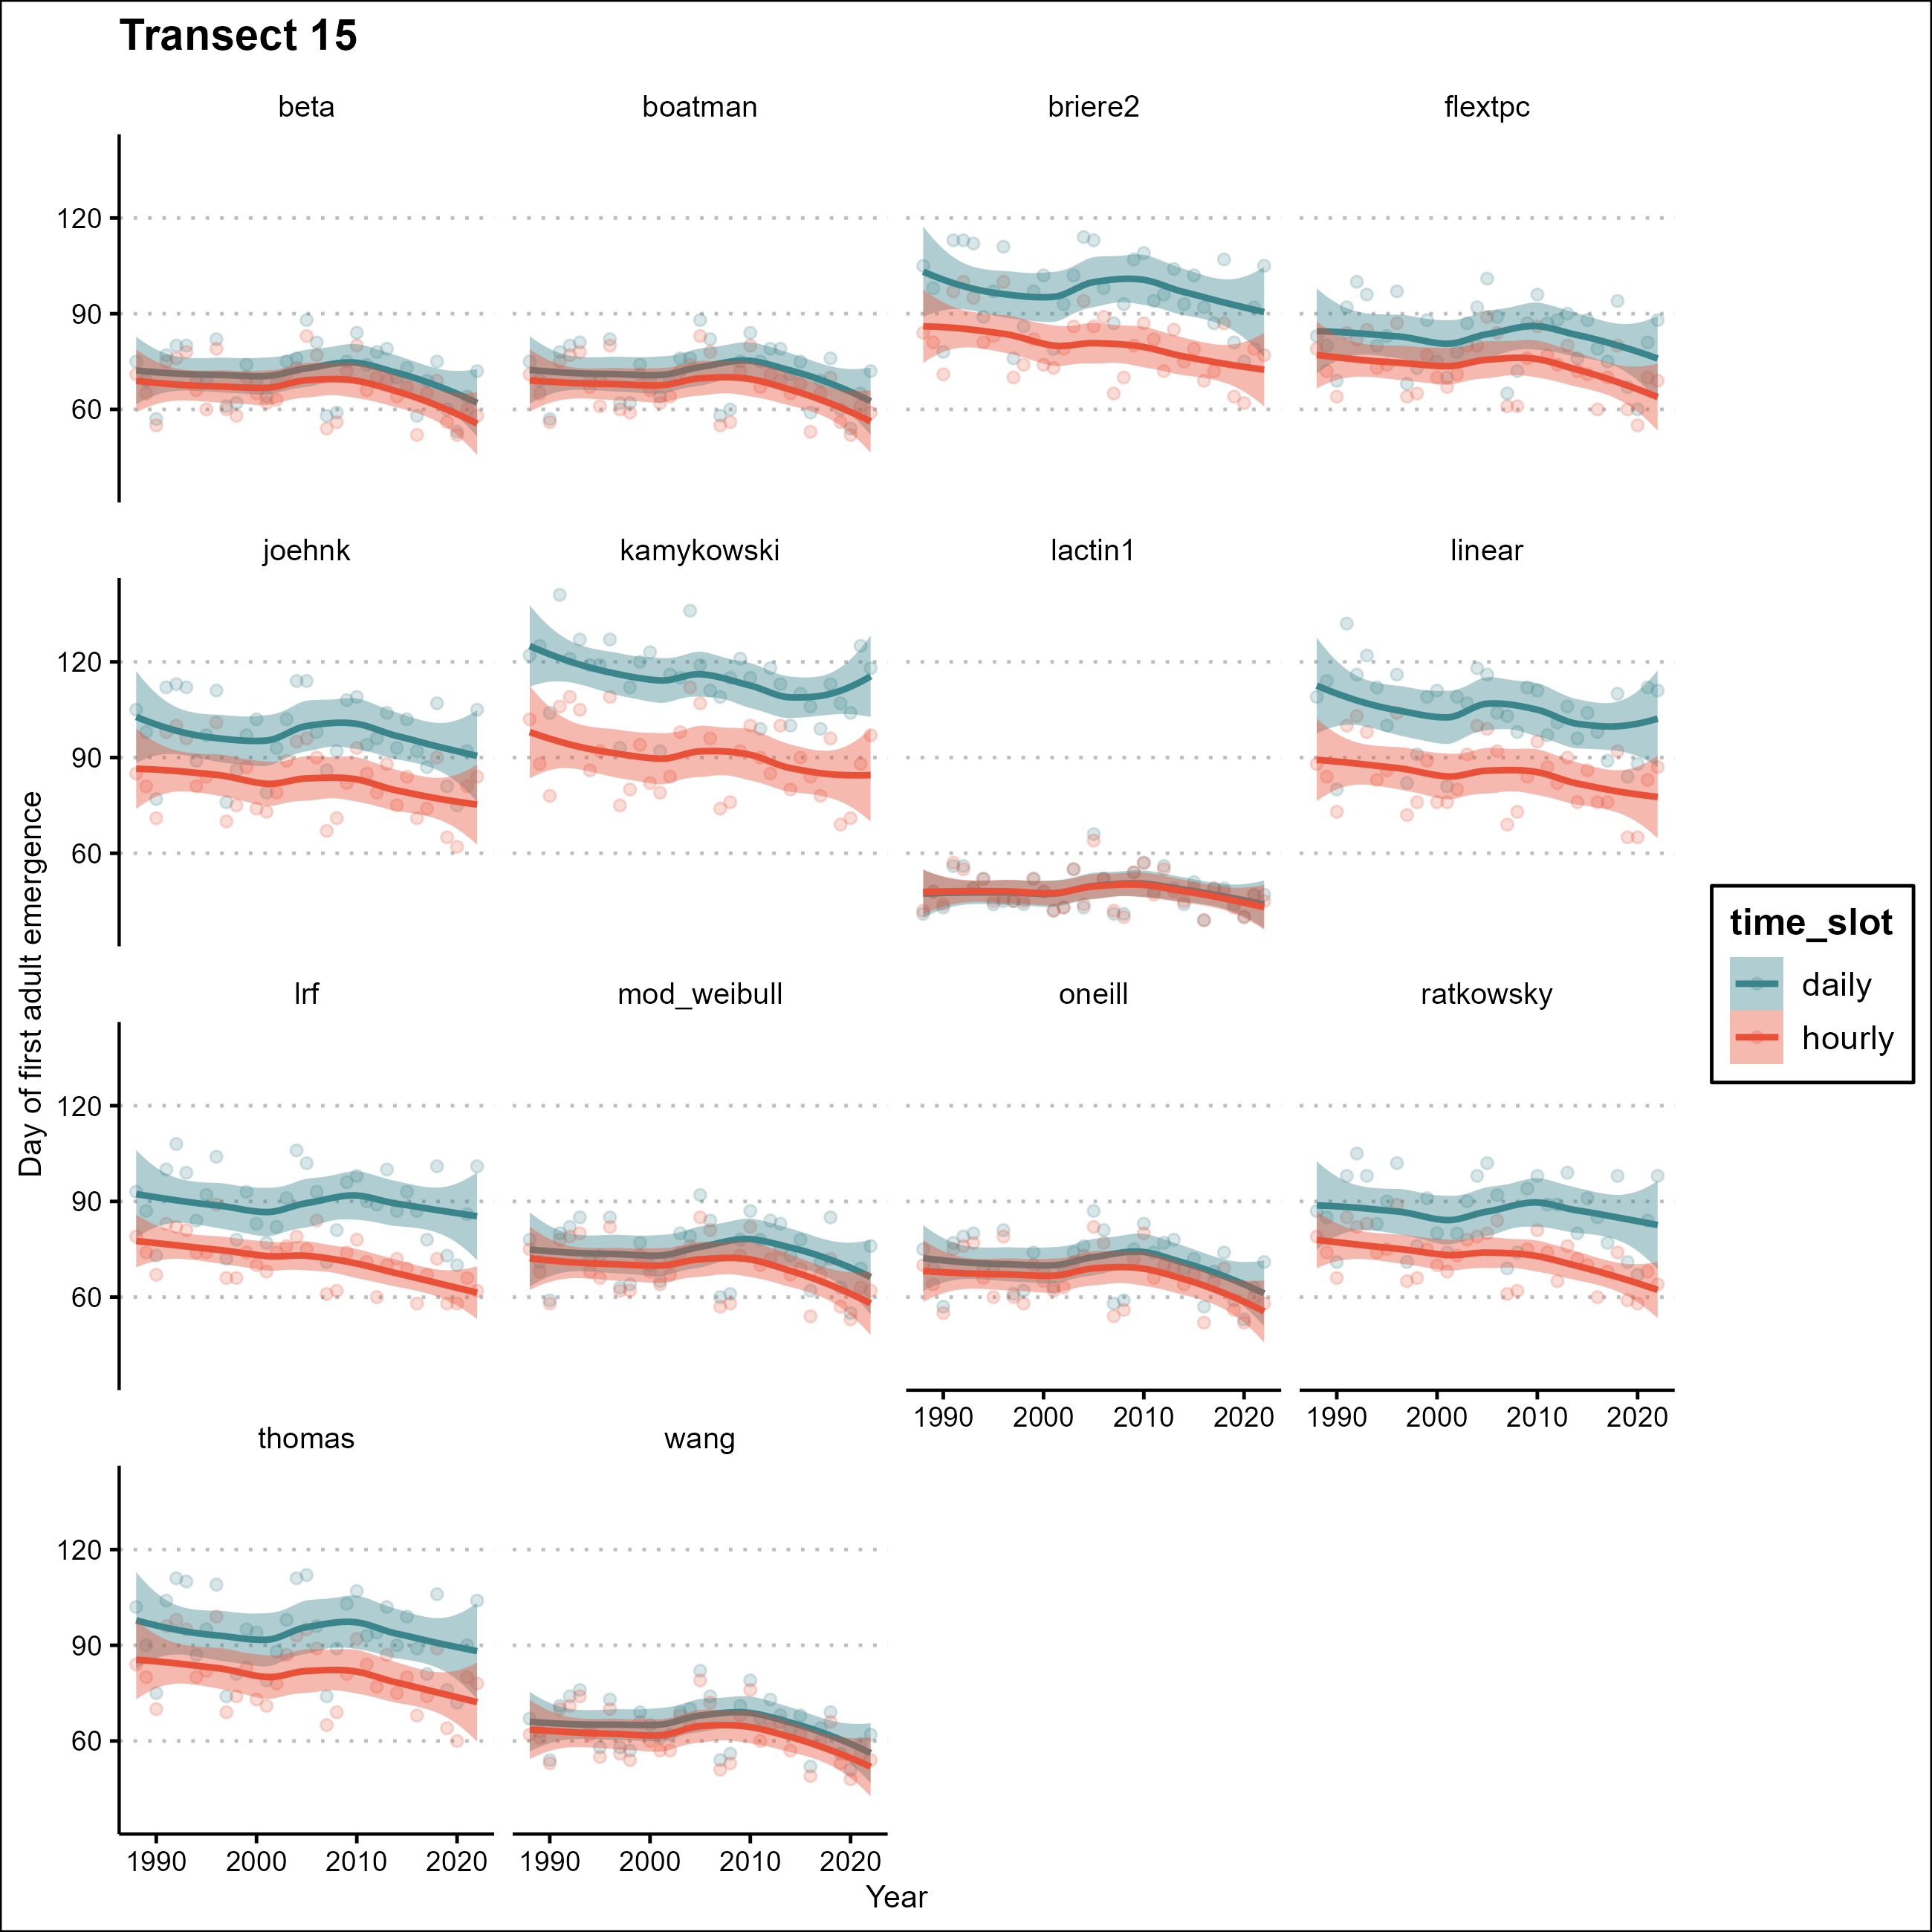 Transect 15
beta boatman briere2 flextpc
120
90
60
joehnk kamykowski lactin1 linear
120
90
60
Day of first adult emergence
time_slot
daily
hourly
lrf mod_weibull oneill ratkowsky
120
90
60
1990 2000 2010 2020 1990 2000 2010 2020
thomas wang
120
90
60
1990 2000 2010 2020 1990 2000 2010 2020
Year